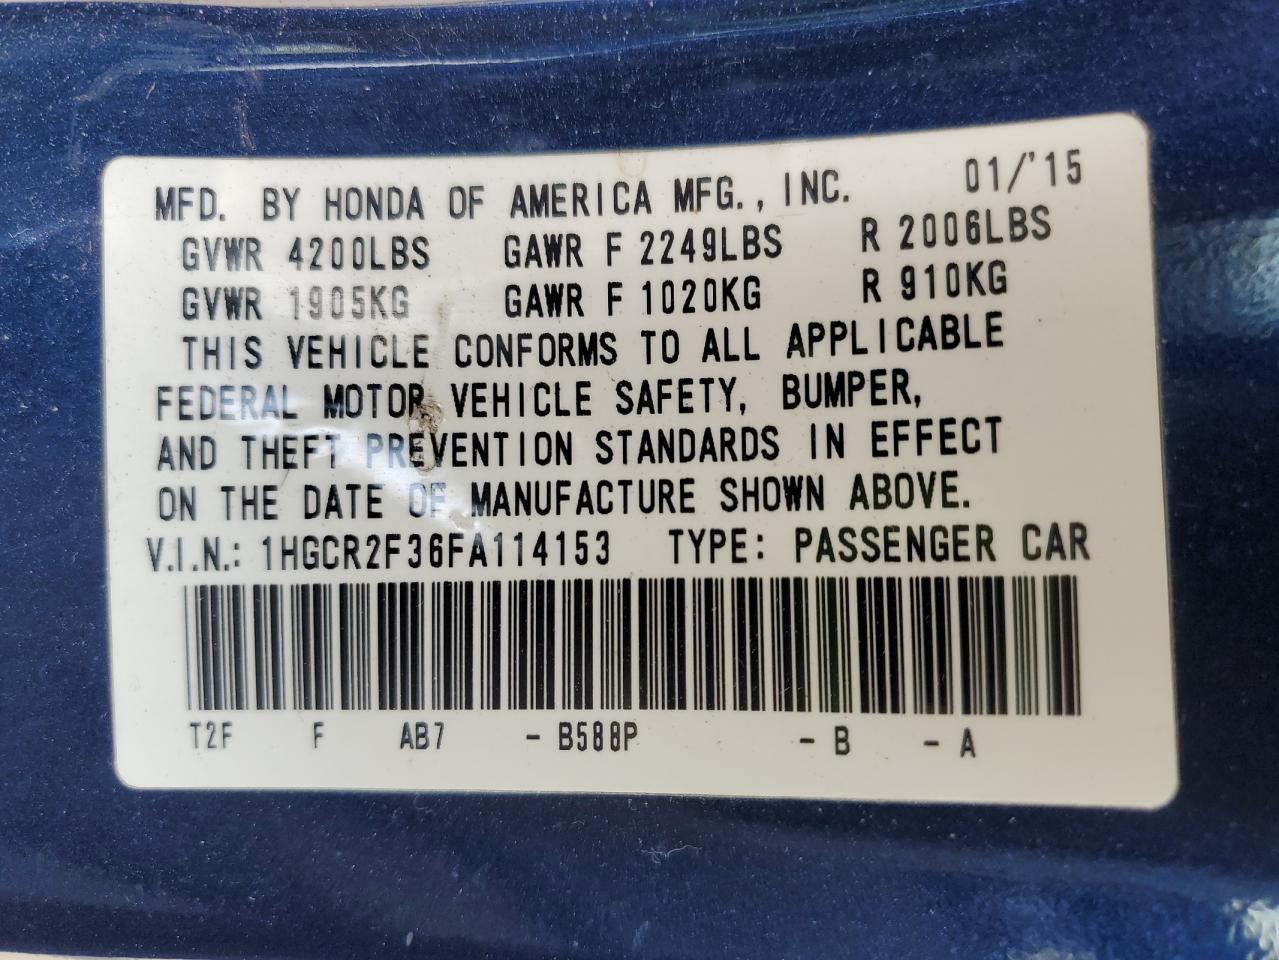 MFD. BY HONDA OF AMERICA MFG., INC. 01/'15
GVWR 4200LBS GAWR F 2249LBS R 2006LBS
GVWR 1905KG GAWR F 1020KG R 910KG
THIS VEHICLE CONFORMS TO ALL APPLICABLE
FEDERAL MOTOR VEHICLE SAFETY, BUMPER,
AND THEFT PREVENTION STANDARDS IN EFFECT
ON THE DATE OF MANUFACTURE SHOWN ABOVE.
V.I.N.: 1HGCR2F36FA114153 TYPE: PASSENGER CAR
T2F F AB7 - B588P - B - A